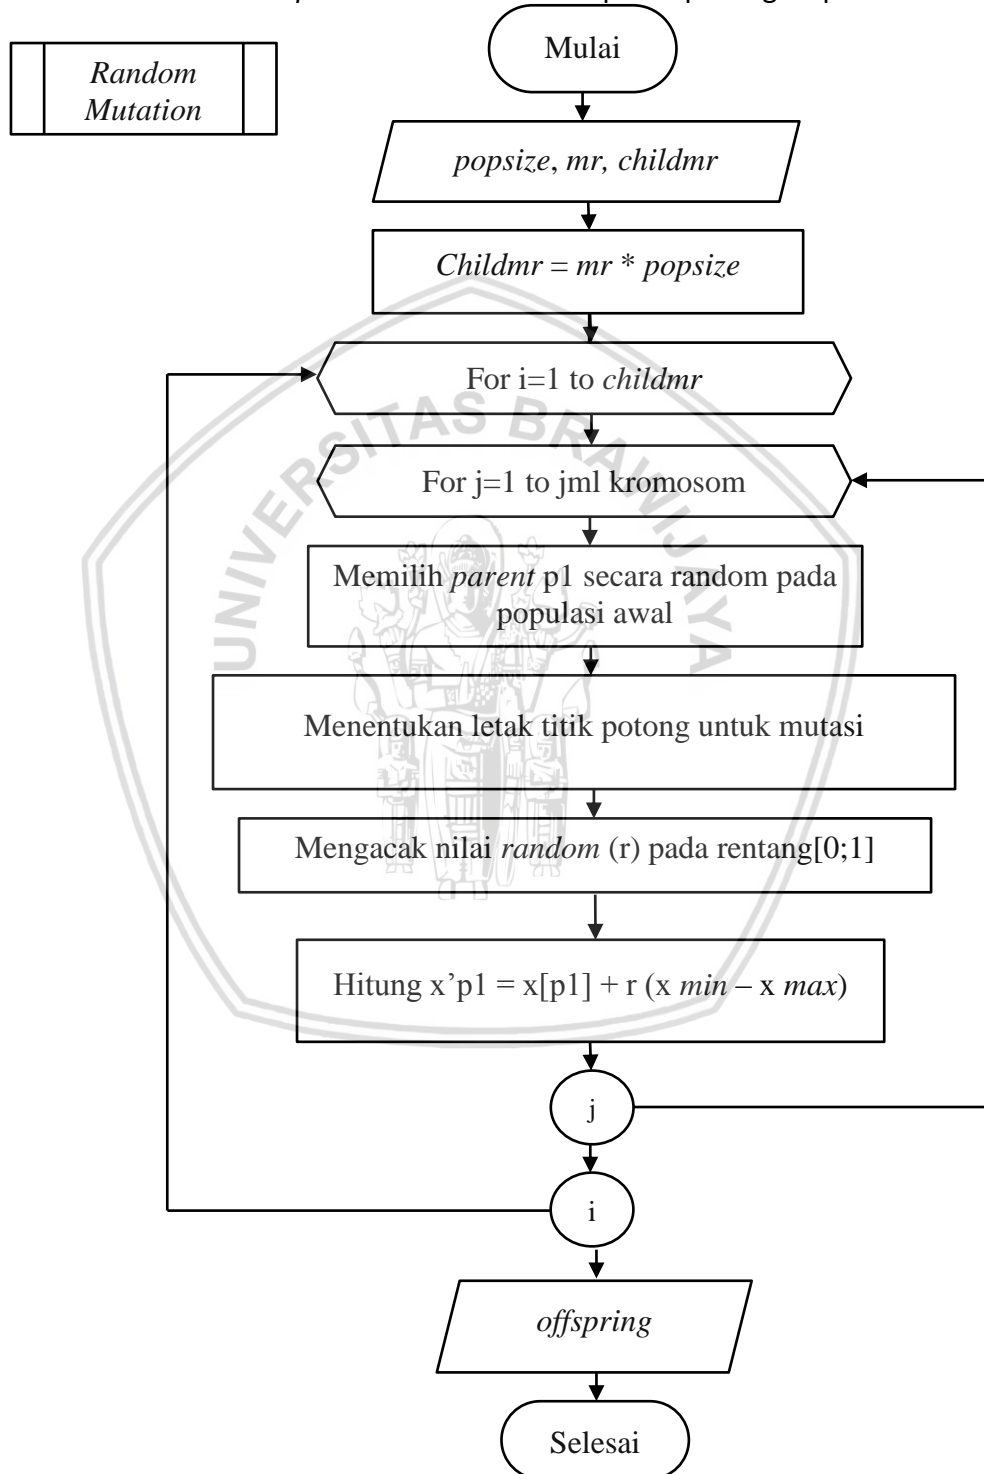 Mulai
Random
Mutation
popsize, mr, childmr
Childmr = mr * popsize
For i=1 to childmr
UNIVERSITAS BRAWIJAYA
For j=1 to jml kromosom
Memilih parent p1 secara random pada
populasi awal
Menentukan letak titik potong untuk mutasi
Mengacak nilai random (r) pada rentang[0;1]
Hitung x’p1 = x[p1] + r (x min – x max)
j
i
offspring
Selesai